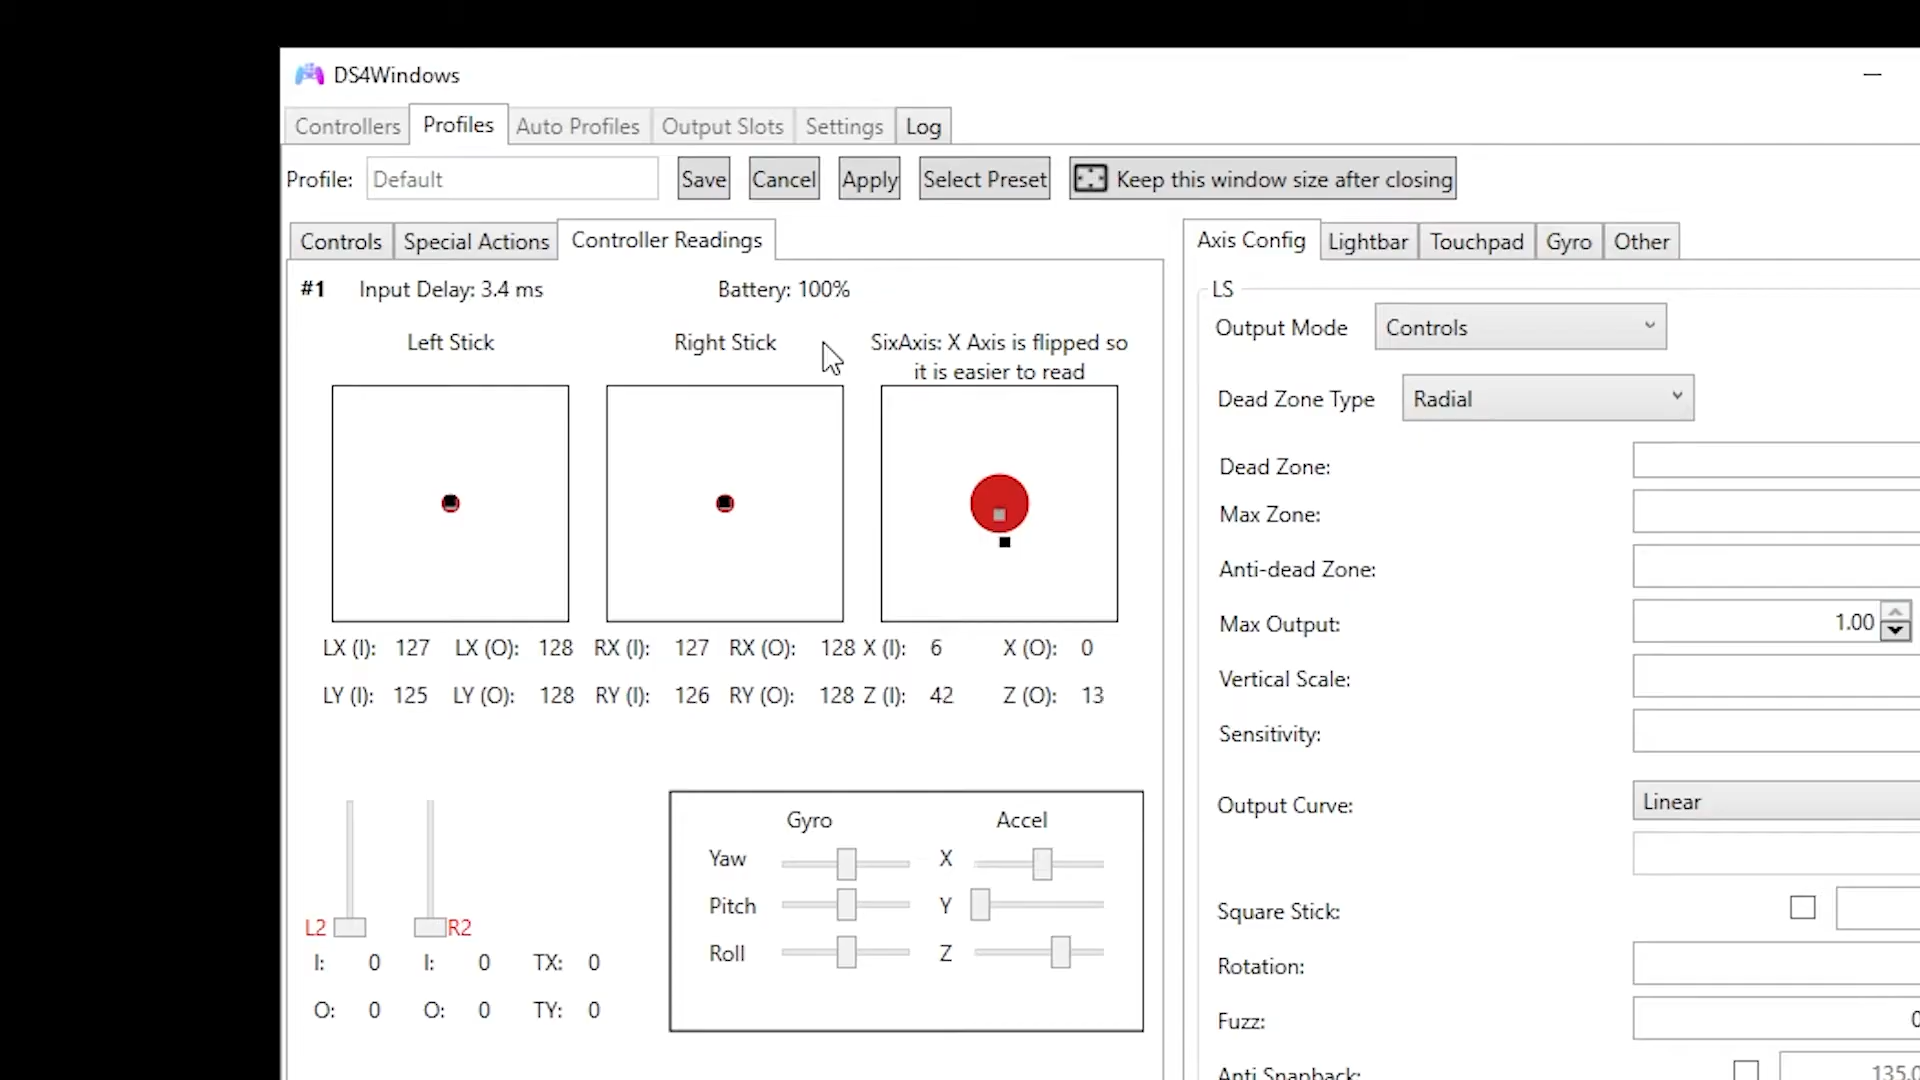 DS4Windows
Controllers Profiles Auto Profiles Output Slots Settings Log
Profile: Default Save Cancel Apply Select Preset Keep this window size after closing
Controls Special Actions Controller Readings
Axis Config Lightbar Touchpad Gyro Other
#1 Input Delay: 3.4 ms Battery: 100%
Left Stick
Right Stick
SixAxis: X Axis is flipped so
it is easier to read
LX (I): 127 LX (O): 128 RX (I): 127 RX (O): 128 X (I): 6 X (O): 0
LY (I): 125 LY (O): 128 RY (I): 126 RY (O): 128 Z (I): 42 Z (O): 13
L2 R2
I: 0 I: 0 TX: 0
O: 0 O: 0 TY: 0
Gyro Accel
Yaw X
Pitch Y
Roll Z
LS
Output Mode Controls
Dead Zone Type Radial
Dead Zone:
Max Zone:
Anti-dead Zone:
Max Output: 1.00
Vertical Scale:
Sensitivity:
Output Curve: Linear
Square Stick:
Rotation:
Fuzz: 0
Anti Snapback: 135.0